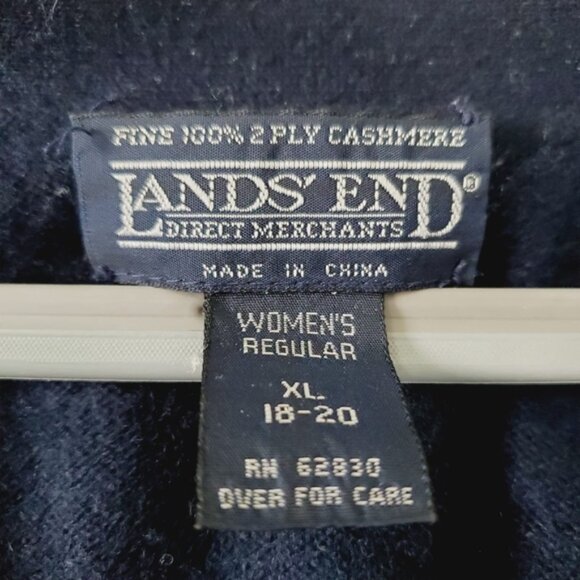 FINE 100% 2 PLY CASHMERE
LANDS' END®
DIRECT MERCHANTS
MADE IN CHINA
WOMEN'S
REGULAR
XL
18-20
RN 62830
OVER FOR CARE